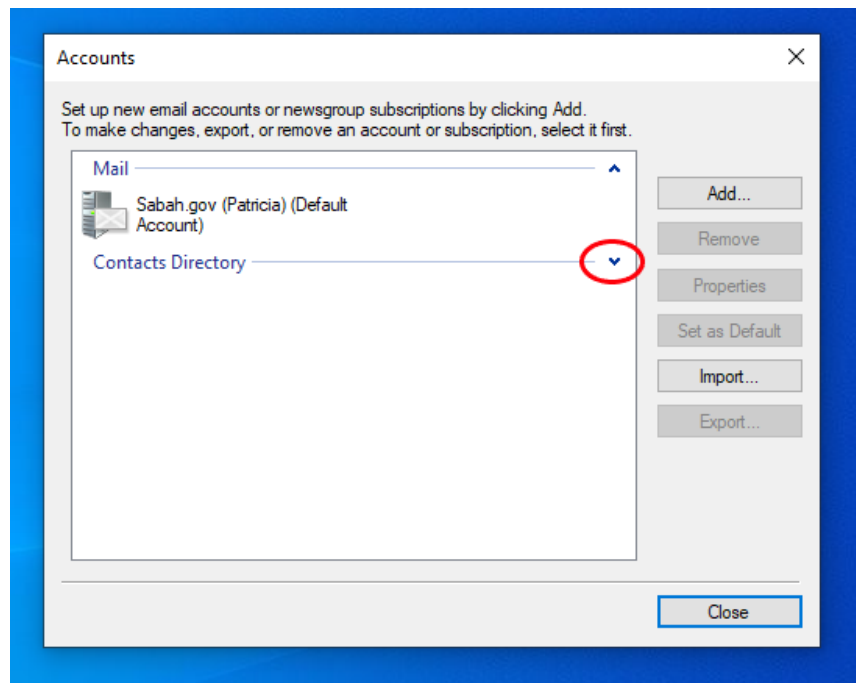 Accounts
Set up new email accounts or newsgroup subscriptions by clicking Add.
To make changes, export, or remove an account or subscription, select it first.
Mail
Sabah.gov (Patricia) (Default
Account)
Contacts Directory
Add...
Remove
Properties
Set as Default
Import...
Export...
Close